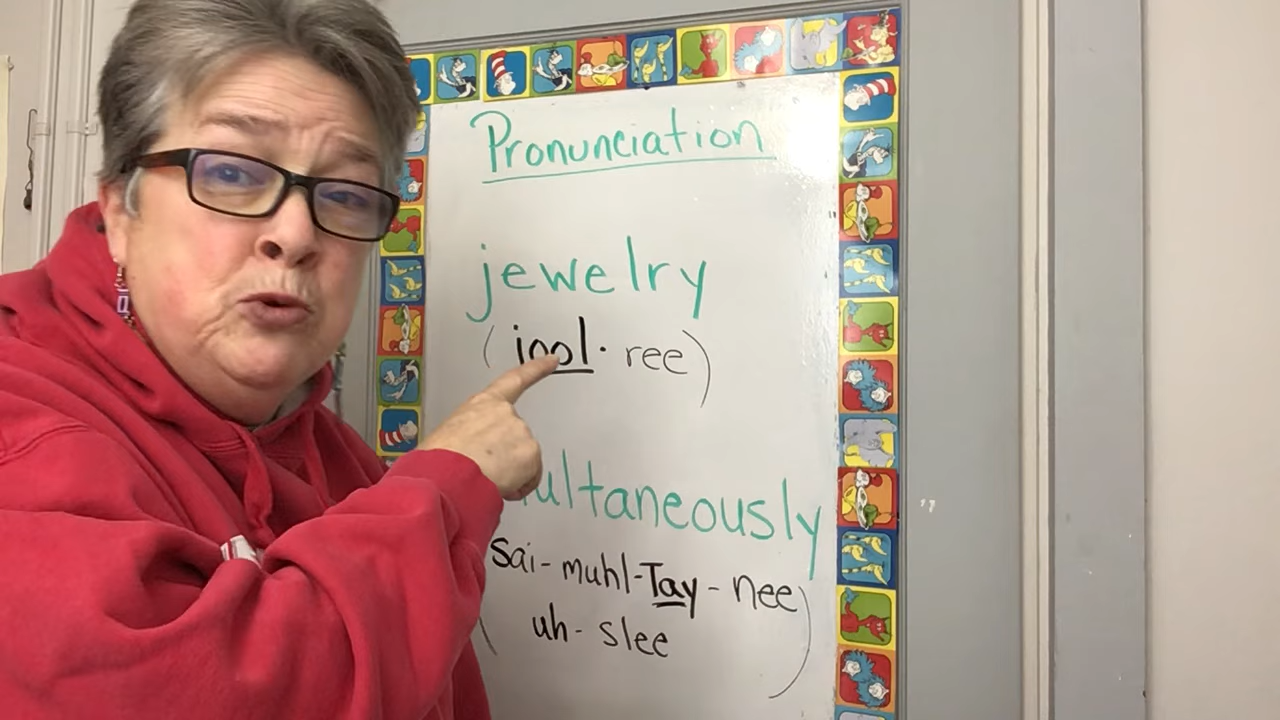 Pronunciation
jewelry
(jool· ree)
ultaneously
sai-muhl-Tay-nee
(uh-slee)